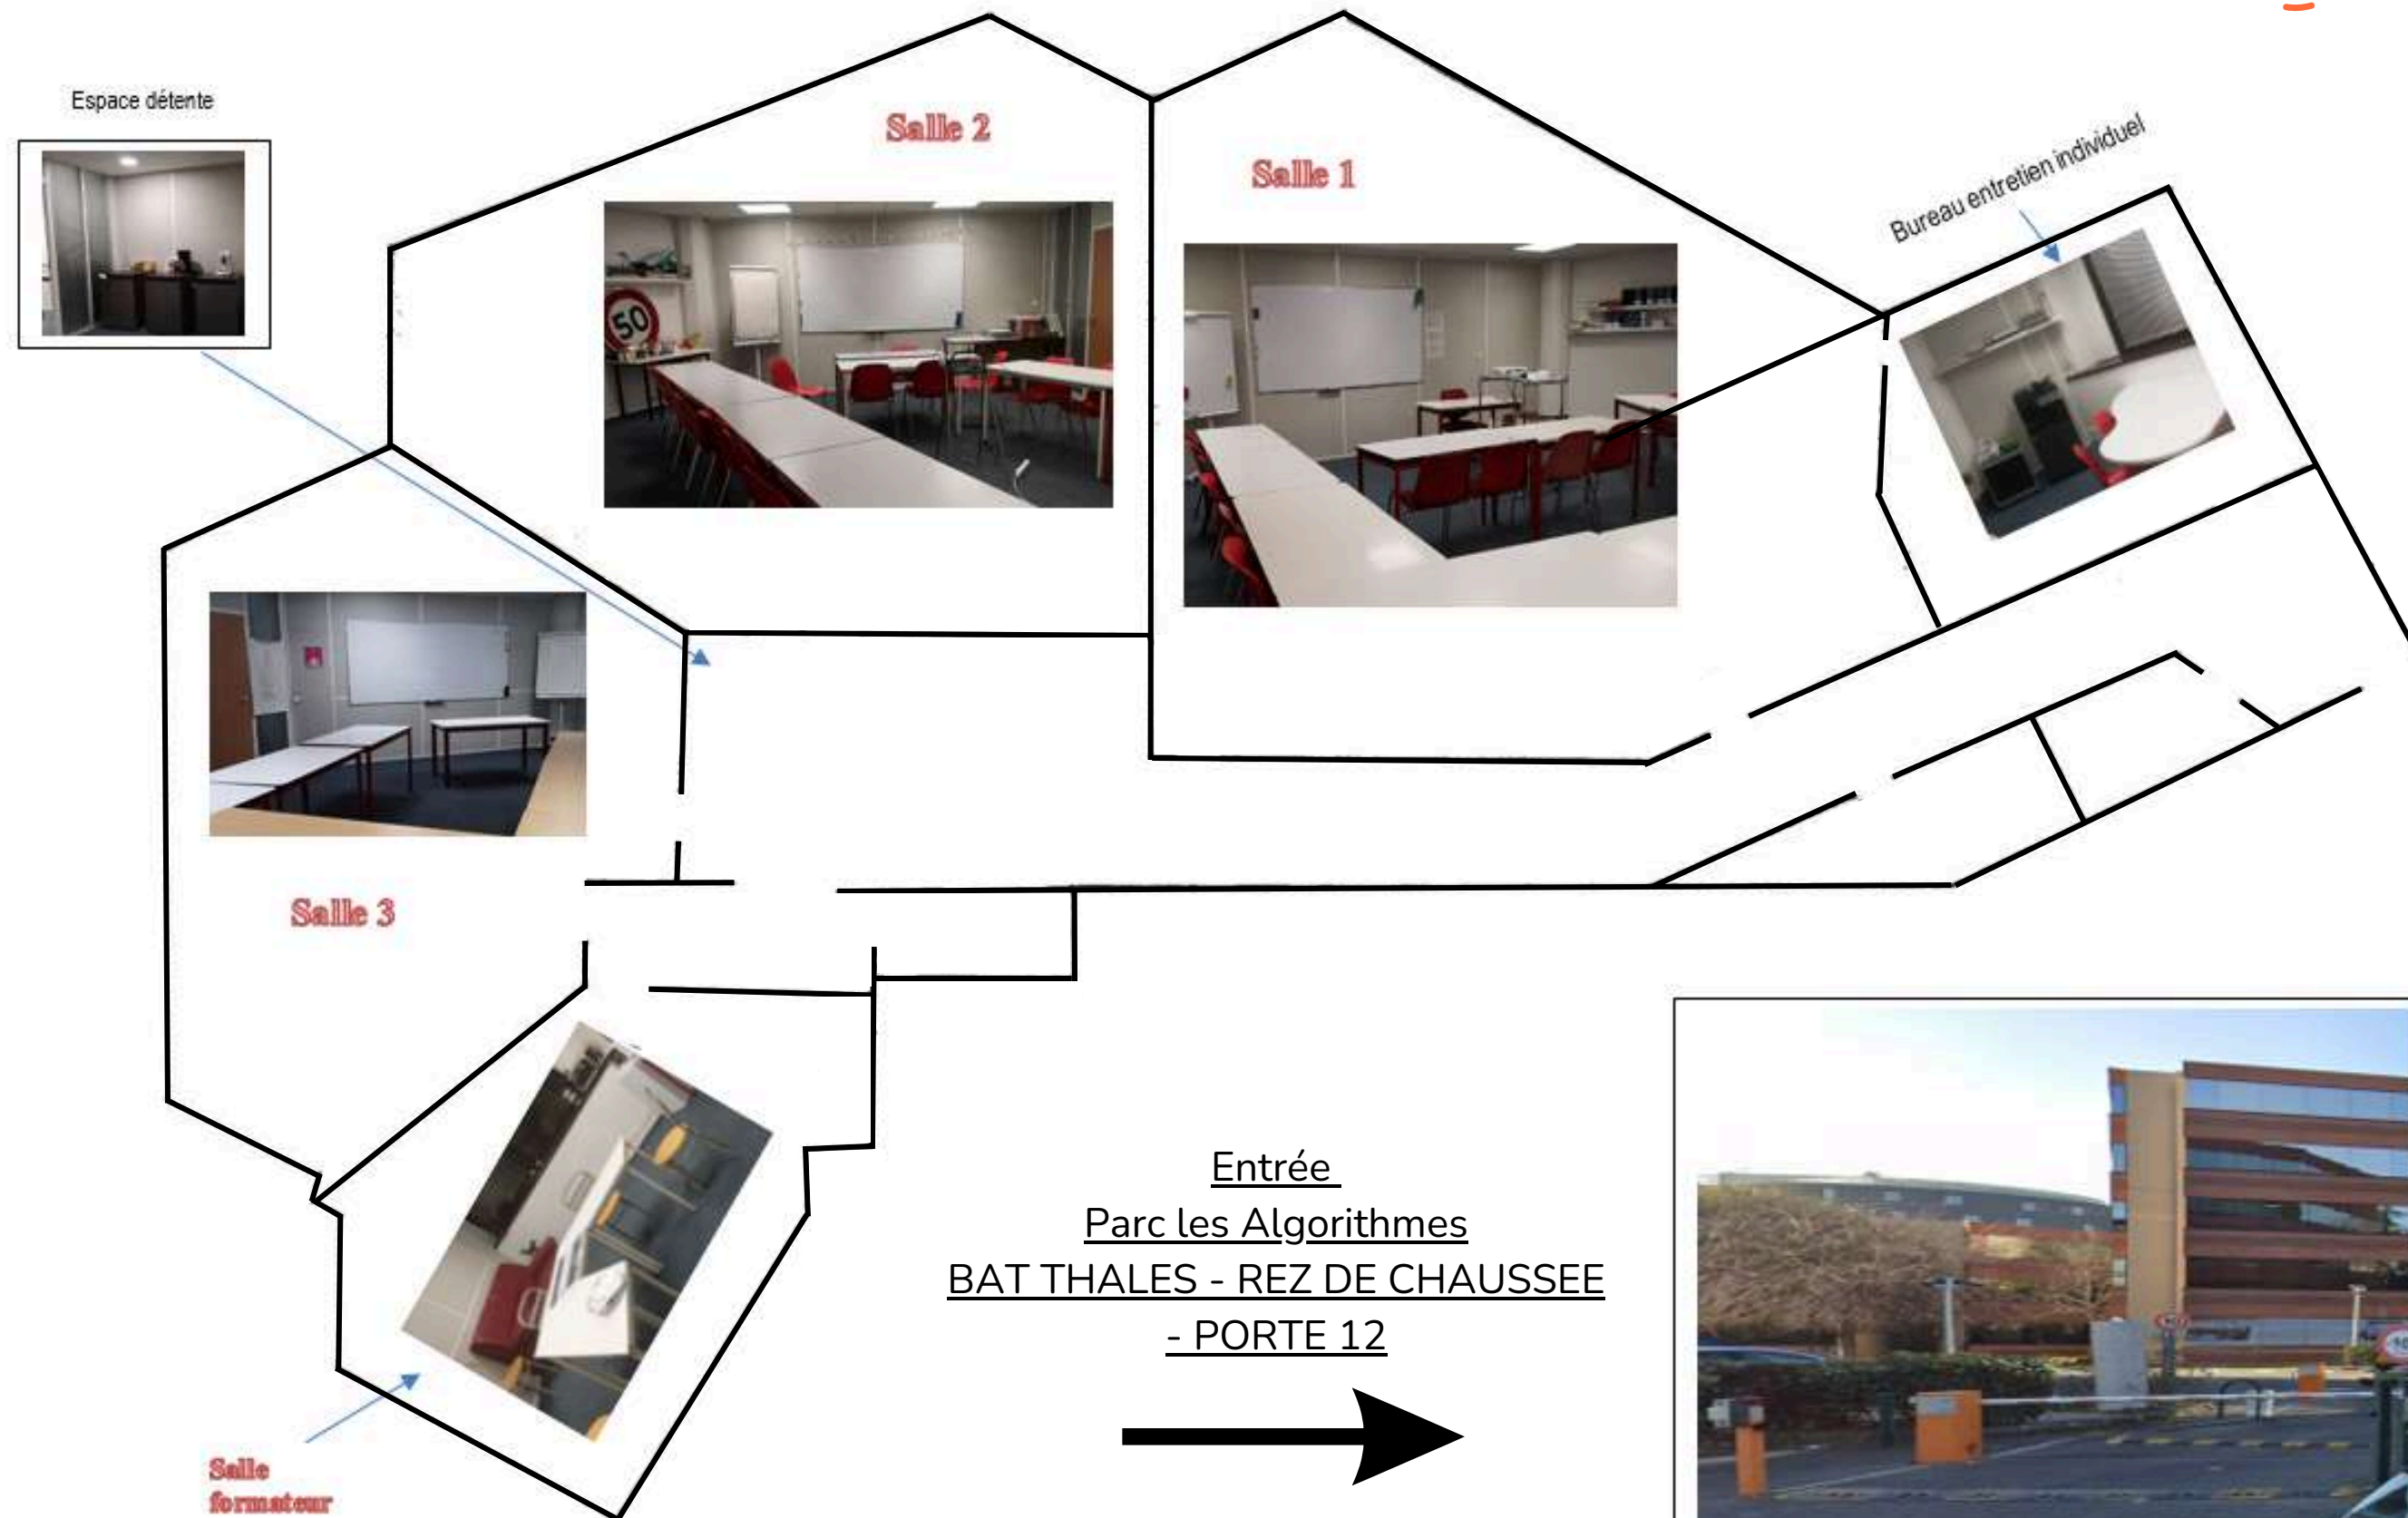 Espace détente
Salle 2
Salle 1
Bureau entretien individuel
50
Salle 3
Entrée
Parc les Algorithmes
BAT THALES - REZ DE CHAUSSEE
- PORTE 12
Salle
formateur